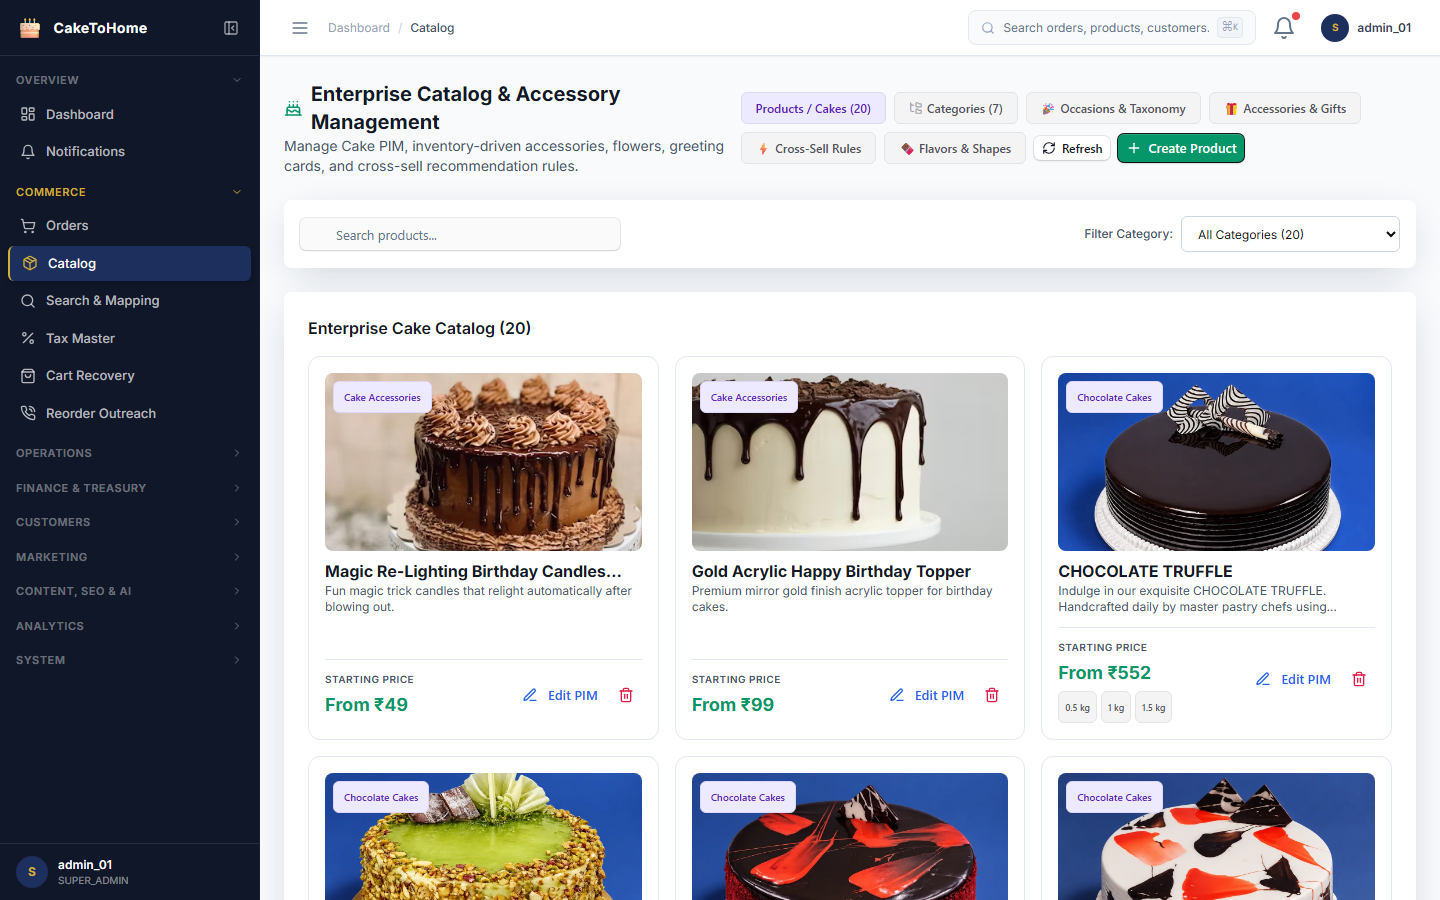 CakeToHome
OVERVIEW
Dashboard
Notifications
COMMERCE
Orders
Catalog
Search & Mapping
Tax Master
Cart Recovery
Reorder Outreach
OPERATIONS
FINANCE & TREASURY
CUSTOMERS
MARKETING
CONTENT, SEO & AI
ANALYTICS
SYSTEM
S
admin_01
SUPER_ADMIN
Dashboard / Catalog
Search orders, products, customers.
⌘K
S
admin_01
Enterprise Catalog & Accessory
Management
Manage Cake PIM, inventory-driven accessories, flowers, greeting
cards, and cross-sell recommendation rules.
Products / Cakes (20)
Categories (7)
Occasions & Taxonomy
Accessories & Gifts
Cross-Sell Rules
Flavors & Shapes
Refresh
Create Product
Search products...
Filter Category:
All Categories (20)
Enterprise Cake Catalog (20)
Cake Accessories
Magic Re-Lighting Birthday Candles...
Fun magic trick candles that relight automatically after
blowing out.
STARTING PRICE
From ₹49
Edit PIM
Cake Accessories
Gold Acrylic Happy Birthday Topper
Premium mirror gold finish acrylic topper for birthday
cakes.
STARTING PRICE
From ₹99
Edit PIM
Chocolate Cakes
CHOCOLATE TRUFFLE
Indulge in our exquisite CHOCOLATE TRUFFLE.
Handcrafted daily by master pastry chefs using...
STARTING PRICE
From ₹552
0.5 kg
1 kg
1.5 kg
Edit PIM
Chocolate Cakes
Chocolate Cakes
Chocolate Cakes